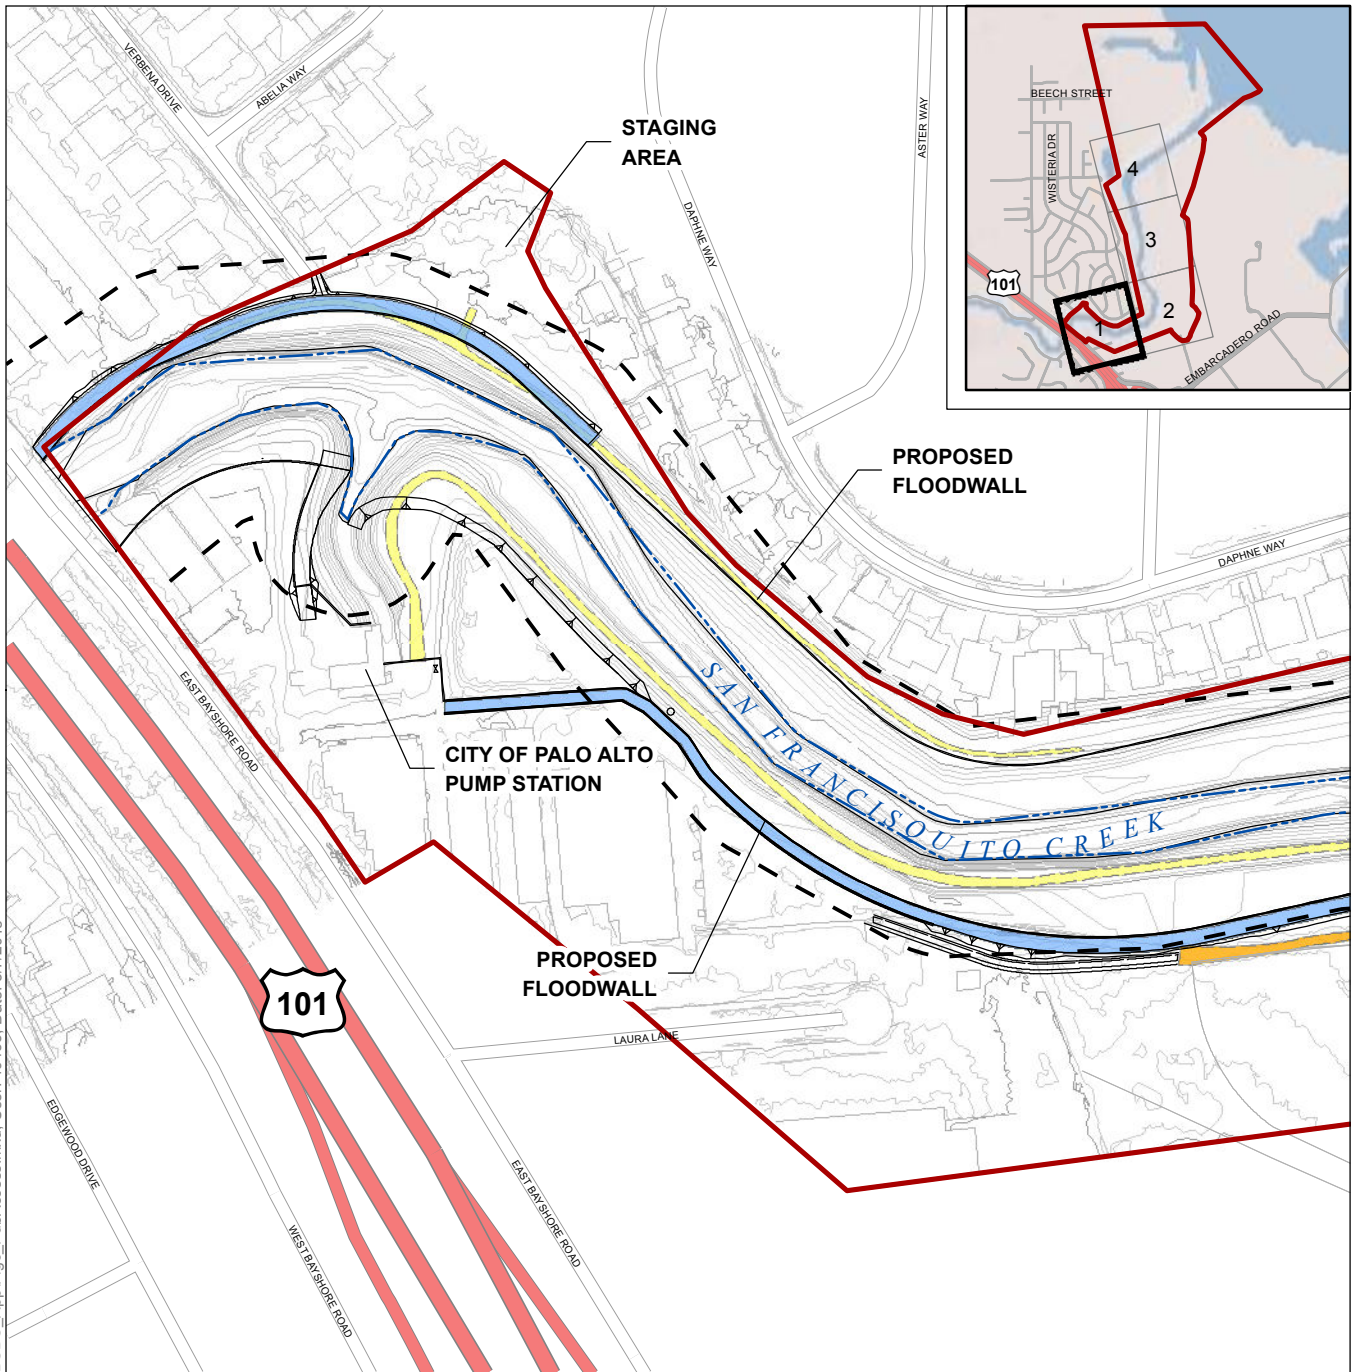 VERBENA DRIVE
ABELIA WAY
STAGING
AREA
ASTER WAY
DAPHNE WAY
BEECH STREET
WISTERIA DR
4
3
2
1
101
EMBARCADERO ROAD
PROPOSED
FLOODWALL
DAPHNE WAY
SAN FRANCISQUITO CREEK
EAST BAYSHORE ROAD
CITY OF PALO ALTO
PUMP STATION
PROPOSED
FLOODWALL
101
LAURA LANE
EDGEWOOD DRIVE
WEST BAYSHORE ROAD
EAST BAYSHORE ROAD